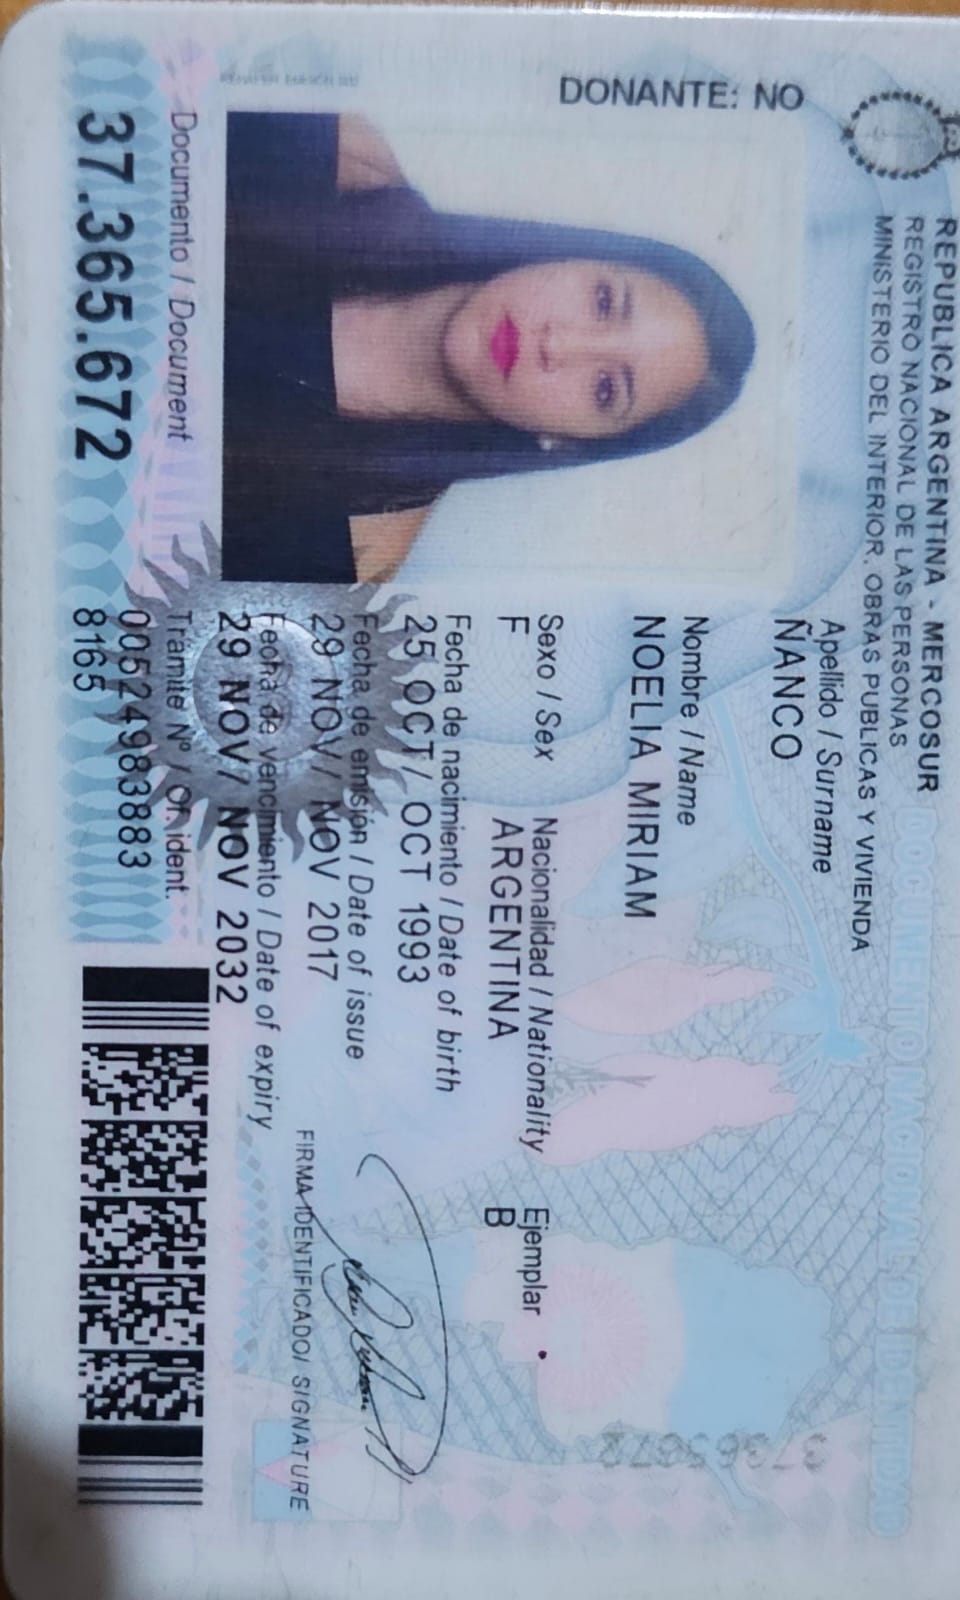 REPUBLICA ARGENTINA - MERCOSUR
REGISTRO NACIONAL DE LAS PERSONAS
MINISTERIO DEL INTERIOR, OBRAS PUBLICAS Y VIVIENDA
DOCUMENTO NACIONAL DE IDENTIDAD
DONANTE: NO
Apellido / Surname
ÑANCO
Nombre / Name
NOELIA MIRIAM
Sexo / Sex Nacionalidad / Nationality Ejemplar
F ARGENTINA B
Fecha de nacimiento / Date of birth
25 OCT/ OCT 1993
Fecha de emisión / Date of issue
29 NOV/ NOV 2017
Fecha de vencimiento / Date of expiry
29 NOV/ NOV 2032
FIRMA IDENTIFICADO/ SIGNATURE
Documento / Document
37.365.672
Tramite Nº / Of. ident.
00524983883
8165